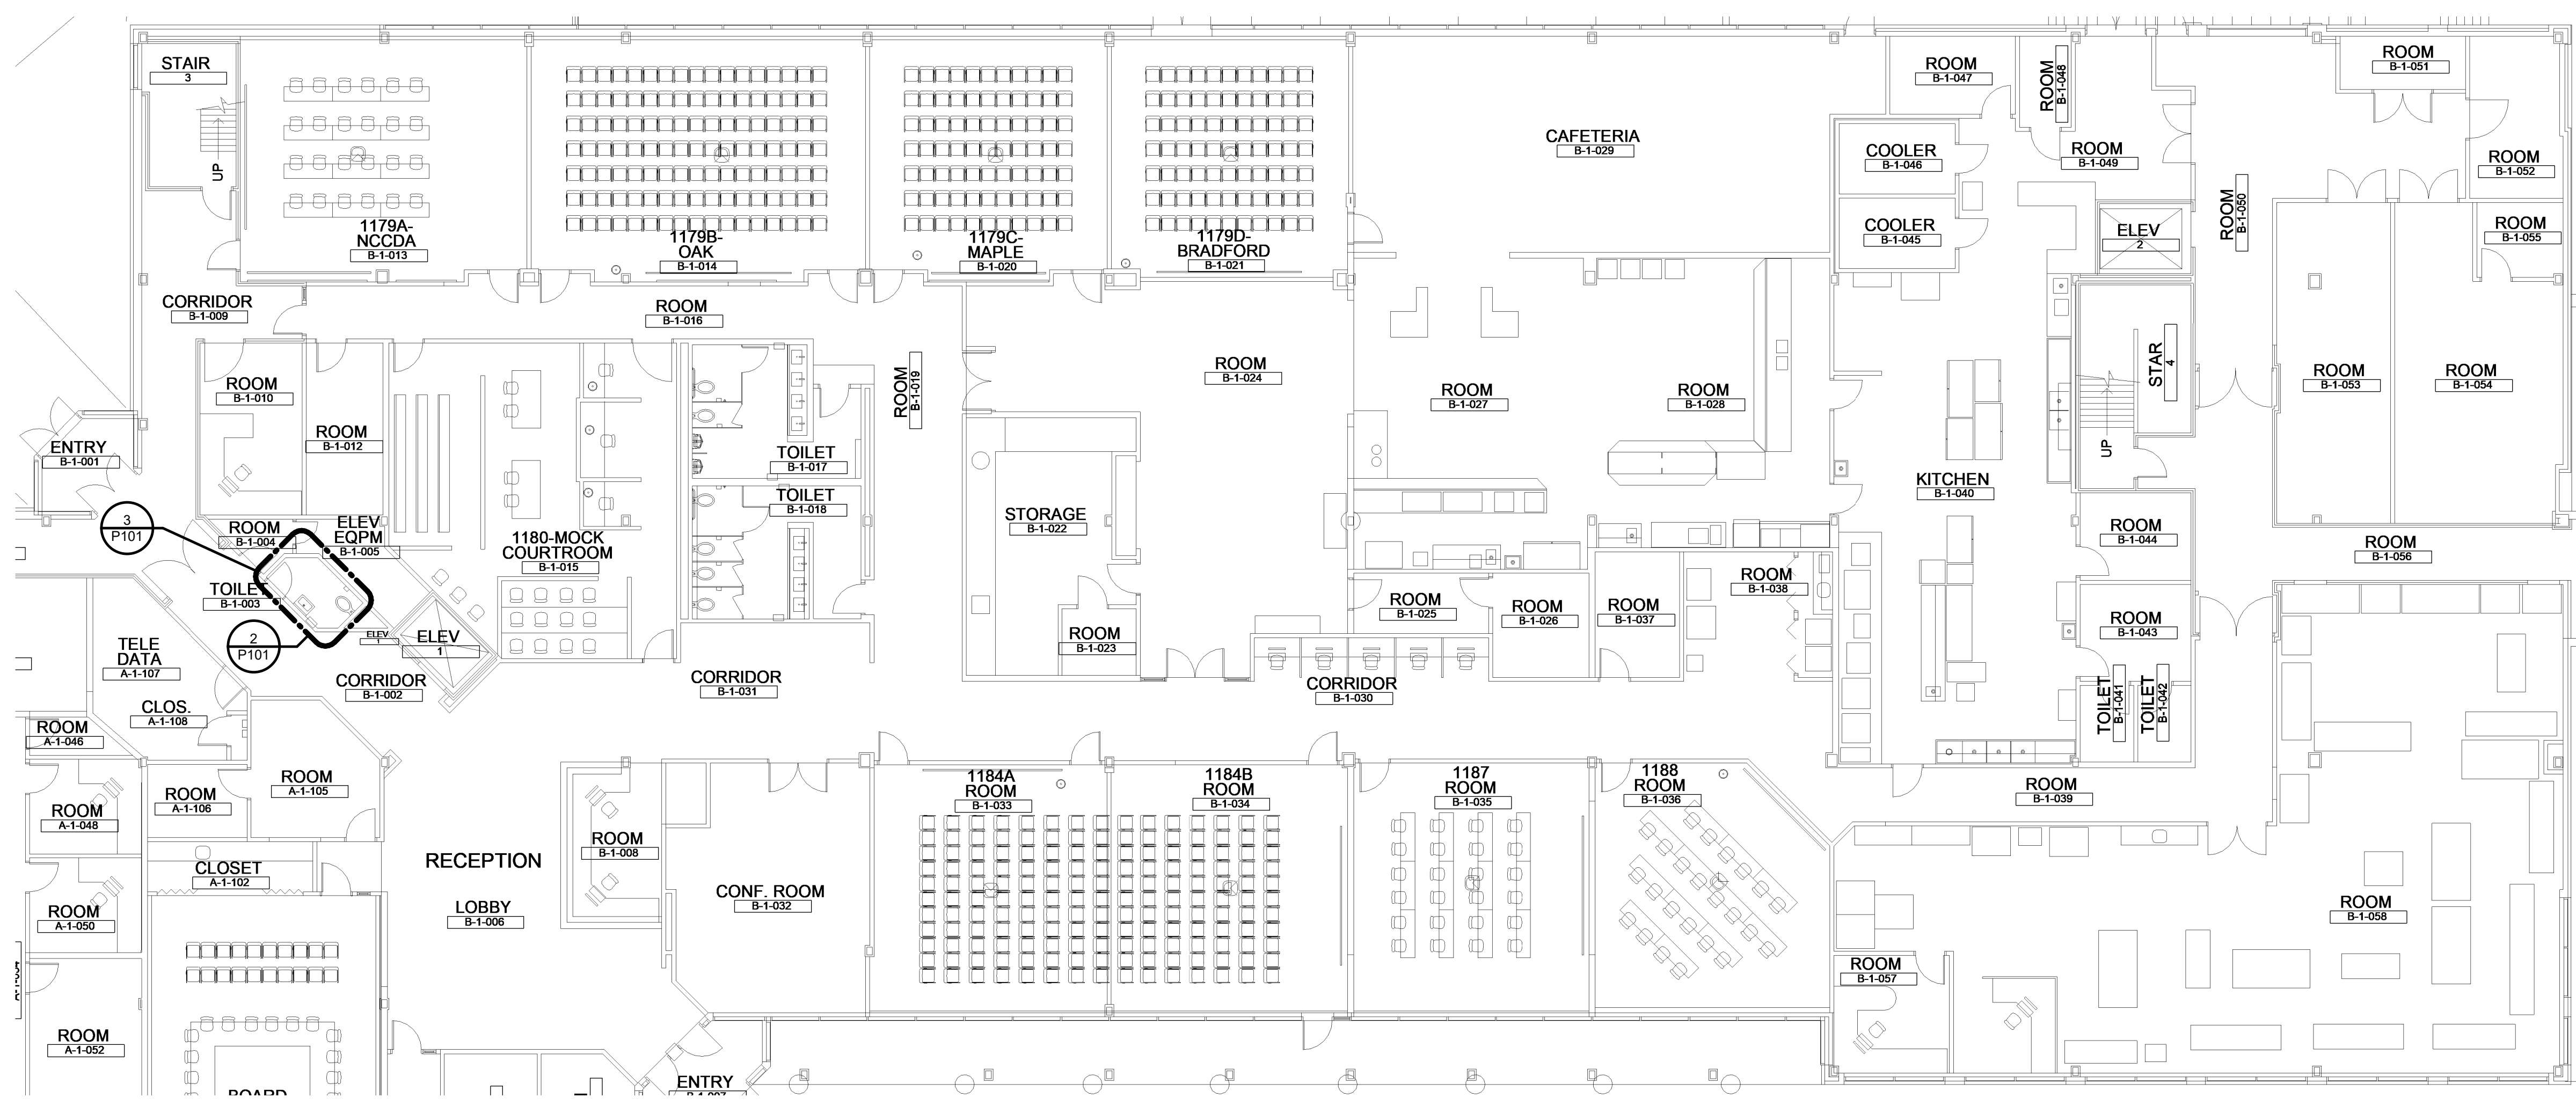 STAIR
3
UP
1179A-
NCCDA
B-1-013
1179B-
OAK
B-1-014
1179C-
MAPLE
B-1-020
1179D-
BRADFORD
B-1-021
CAFETERIA
B-1-029
ROOM
B-1-047
ROOM
B-1-048
ROOM
B-1-049
COOLER
B-1-046
COOLER
B-1-045
ELEV
2
ROOM
B-1-050
ROOM
B-1-051
ROOM
B-1-052
ROOM
B-1-055
CORRIDOR
B-1-009
ROOM
B-1-016
ROOM
B-1-010
ROOM
B-1-012
ROOM
B-1-019
ROOM
B-1-024
ROOM
B-1-027
ROOM
B-1-028
STAR
4
UP
ROOM
B-1-053
ROOM
B-1-054
ENTRY
B-1-001
TOILET
B-1-017
TOILET
B-1-018
STORAGE
B-1-022
KITCHEN
B-1-040
3
P101
ROOM
B-1-004
ELEV
EQPM
B-1-005
1180-MOCK
COURTROOM
B-1-015
ROOM
B-1-044
ROOM
B-1-056
TOILET
B-1-003
2
P101
ELEV
1
ELEV
1
ROOM
B-1-023
ROOM
B-1-025
ROOM
B-1-026
ROOM
B-1-037
ROOM
B-1-038
ROOM
B-1-043
TELE
DATA
A-1-107
CORRIDOR
B-1-002
CORRIDOR
B-1-031
CORRIDOR
B-1-030
TOILET
B-1-041
TOILET
B-1-042
CLOS.
A-1-108
ROOM
A-1-046
ROOM
A-1-105
ROOM
A-1-106
ROOM
A-1-048
1184A
ROOM
B-1-033
1184B
ROOM
B-1-034
1187
ROOM
B-1-035
1188
ROOM
B-1-036
ROOM
B-1-039
ROOM
B-1-008
RECEPTION
CLOSET
A-1-102
CONF. ROOM
B-1-032
LOBBY
B-1-006
ROOM
A-1-050
ROOM
B-1-058
ROOM
B-1-057
ROOM
A-1-052
BOARD
ENTRY
B-1-007